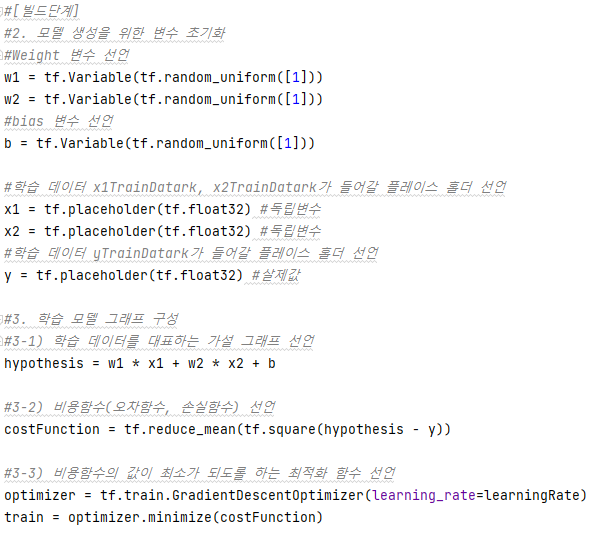 #[빌드단계]
#2. 모델 생성을 위한 변수 초기화
#Weight 변수 선언
w1 = tf.Variable(tf.random_uniform([1]))
w2 = tf.Variable(tf.random_uniform([1]))
#bias 변수 선언
b = tf.Variable(tf.random_uniform([1]))
#학습 데이터 x1TrainDatark, x2TrainDatark가 들어갈 플레이스 홀더 선언
x1 = tf.placeholder(tf.float32) #독립변수
x2 = tf.placeholder(tf.float32) #독립변수
#학습 데이터 yTrainDatark가 들어갈 플레이스 홀더 선언
y = tf.placeholder(tf.float32) #살제값
#3. 학습 모델 그래프 구성
#3-1) 학습 데이터를 대표하는 가설 그래프 선언
hypothesis = w1 * x1 + w2 * x2 + b
#3-2) 비용함수(오차함수, 손실함수) 선언
costFunction = tf.reduce_mean(tf.square(hypothesis - y))
#3-3) 비용함수의 값이 최소가 되도룰 하는 최적화 함수 선언
optimizer = tf.train.GradientDescentOptimizer(learning_rate=learningRate)
train = optimizer.minimize(costFunction)